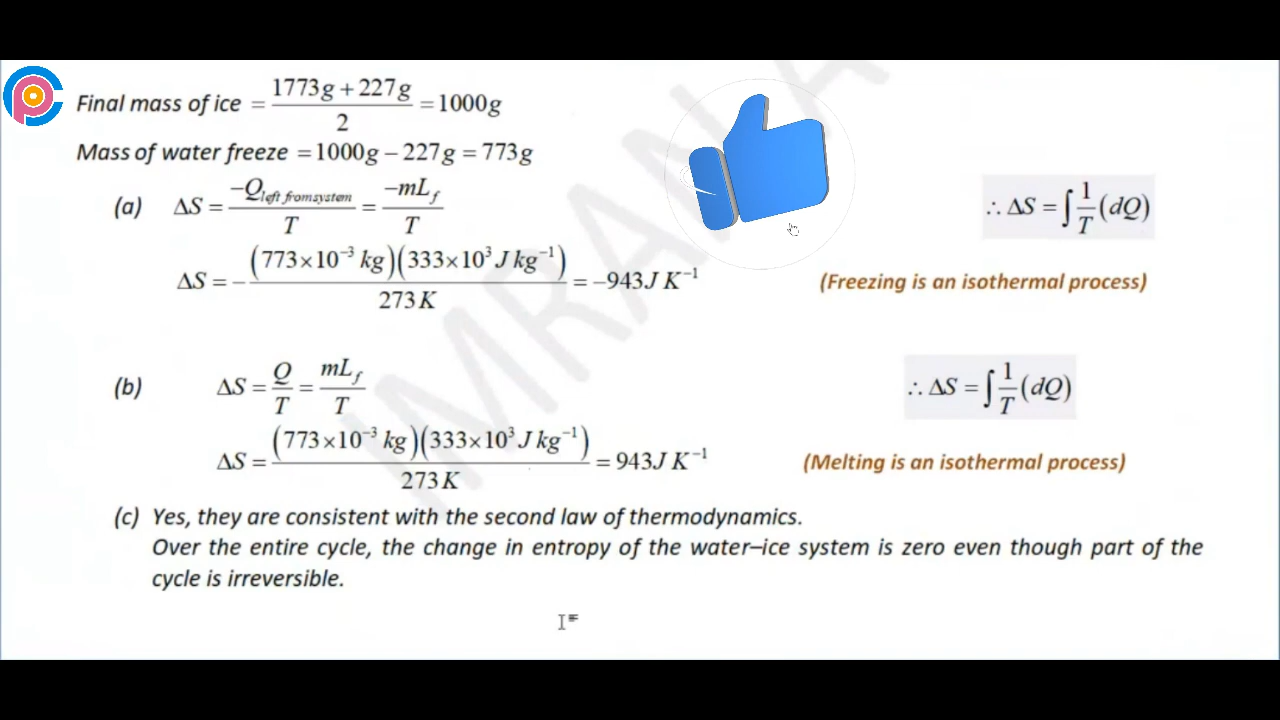 Final mass of ice = (1773g + 227g)/2 = 1000g
Mass of water freeze = 1000g − 227g = 773g
(a) ΔS = −Q_left from system/T = −mL_f/T ∴ ΔS = ∫ 1/T (dQ)
ΔS = − (773×10⁻³ kg)(333×10³ J kg⁻¹)/273 K = −943 J K⁻¹ (Freezing is an isothermal process)
(b) ΔS = Q/T = mL_f/T ∴ ΔS = ∫ 1/T (dQ)
ΔS = (773×10⁻³ kg)(333×10³ J kg⁻¹)/273 K = 943 J K⁻¹ (Melting is an isothermal process)
(c) Yes, they are consistent with the second law of thermodynamics.
Over the entire cycle, the change in entropy of the water–ice system is zero even though part of the
cycle is irreversible.
IMRANA